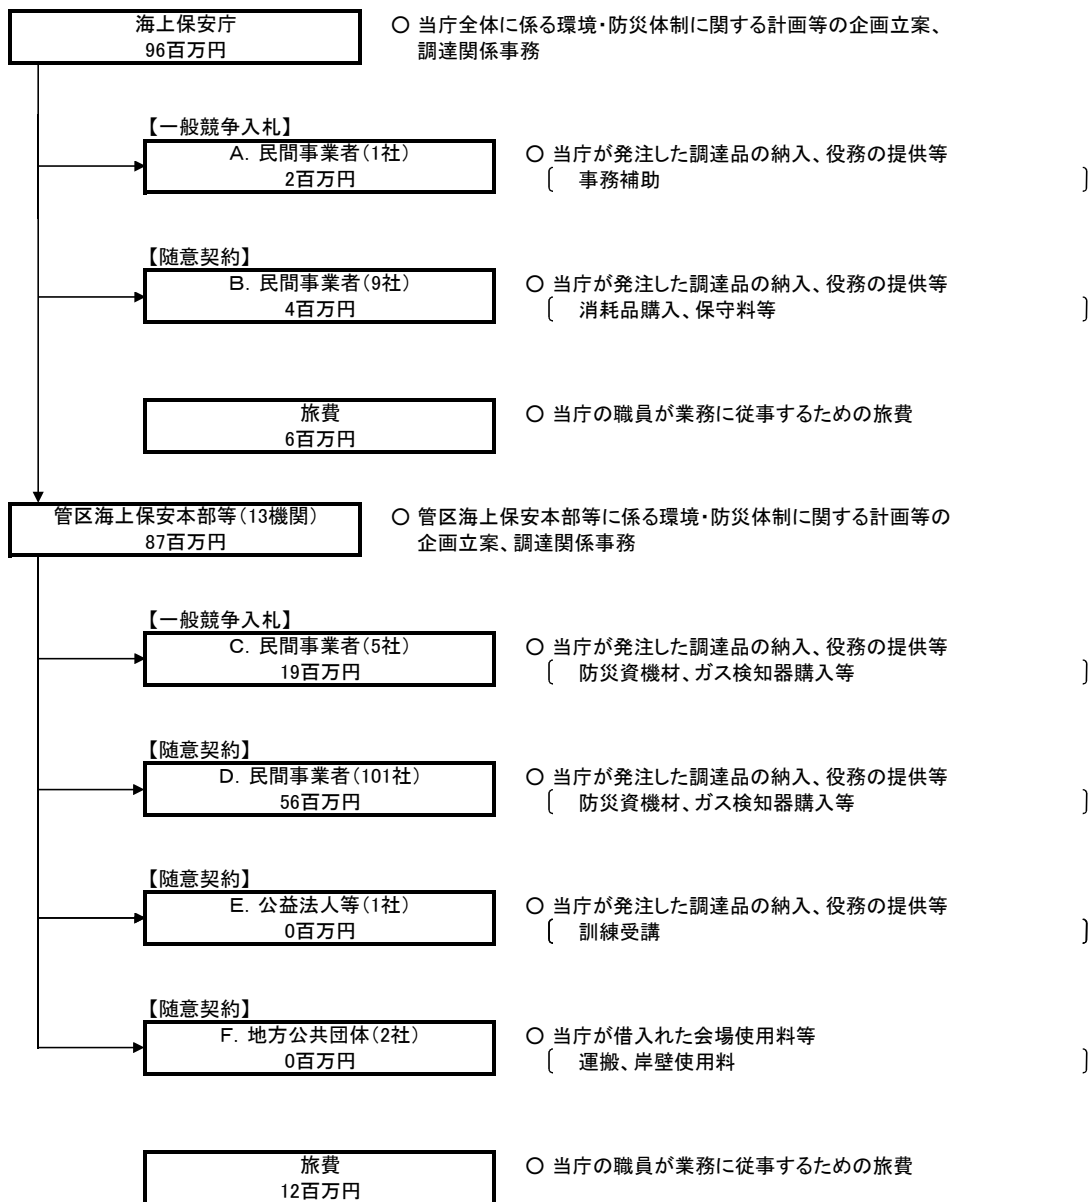 海上保安庁
96百万円
○ 当庁全体に係る環境・防災体制に関する計画等の企画立案、
調達関係事務
【一般競争入札】
A. 民間事業者(1社)
2百万円
○ 当庁が発注した調達品の納入、役務の提供等
〔 事務補助 〕
【随意契約】
B. 民間事業者(9社)
4百万円
○ 当庁が発注した調達品の納入、役務の提供等
〔 消耗品購入、保守料等 〕
旅費
6百万円
○ 当庁の職員が業務に従事するための旅費
管区海上保安本部等(13機関)
87百万円
○ 管区海上保安本部等に係る環境・防災体制に関する計画等の
企画立案、調達関係事務
【一般競争入札】
C. 民間事業者(5社)
19百万円
○ 当庁が発注した調達品の納入、役務の提供等
〔 防災資機材、ガス検知器購入等 〕
【随意契約】
D. 民間事業者(101社)
56百万円
○ 当庁が発注した調達品の納入、役務の提供等
〔 防災資機材、ガス検知器購入等 〕
【随意契約】
E. 公益法人等(1社)
0百万円
○ 当庁が発注した調達品の納入、役務の提供等
〔 訓練受講 〕
【随意契約】
F. 地方公共団体(2社)
0百万円
○ 当庁が借入れた会場使用料等
〔 運搬、岸壁使用料 〕
旅費
12百万円
○ 当庁の職員が業務に従事するための旅費